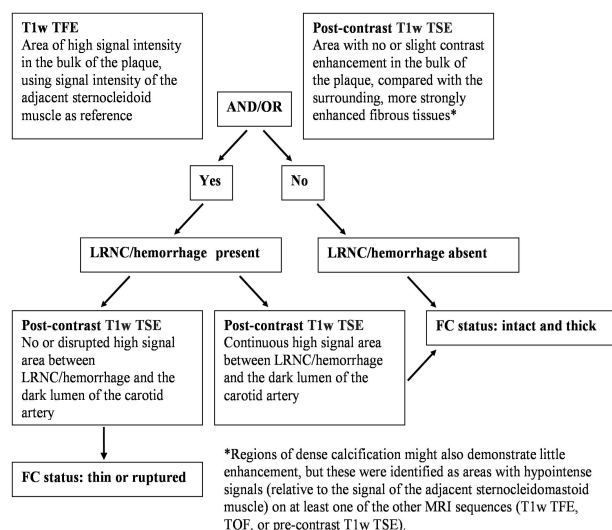 T1w TFE
Area of high signal intensity
in the bulk of the plaque,
using signal intensity of the
adjacent sternocleidoid
muscle as reference
Post-contrast T1w TSE
Area with no or slight contrast
enhancement in the bulk of
the plaque, compared with the
surrounding, more strongly
enhanced fibrous tissues*
AND/OR
Yes
No
LRNC/hemorrhage present
LRNC/hemorrhage absent
Post-contrast T1w TSE
No or disrupted high signal
area between
LRNC/hemorrhage and the
dark lumen of the carotid
artery
Post-contrast T1w TSE
Continuous high signal area
between LRNC/hemorrhage
and the dark lumen of the
carotid artery
FC status: intact and thick
FC status: thin or ruptured
*Regions of dense calcification might also demonstrate little
enhancement, but these were identified as areas with hypointense
signals (relative to the signal of the adjacent sternocleidomastoid
muscle) on at least one of the other MRI sequences (T1w TFE,
TOF, or pre-contrast T1w TSE).